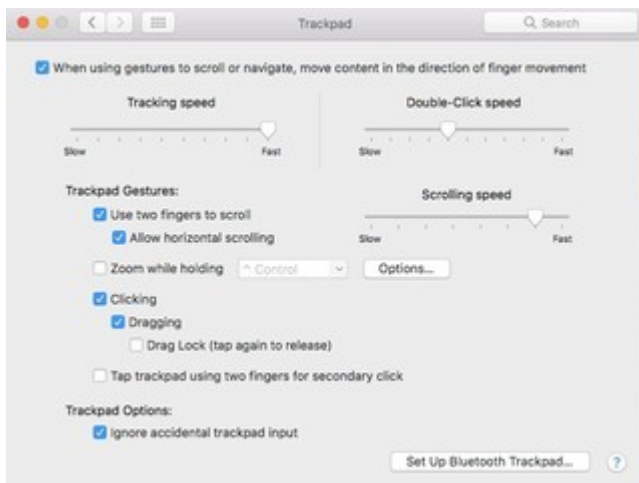 Trackpad
Search
When using gestures to scroll or navigate, move content in the direction of finger movement
Tracking speed
Double-Click speed
Slow Fast
Slow Fast
Trackpad Gestures:
Scrolling speed
Use two fingers to scroll
Allow horizontal scrolling
Slow Fast
Zoom while holding ^ Control Options...
Clicking
Dragging
Drag Lock (tap again to release)
Tap trackpad using two fingers for secondary click
Trackpad Options:
Ignore accidental trackpad input
Set Up Bluetooth Trackpad... ?